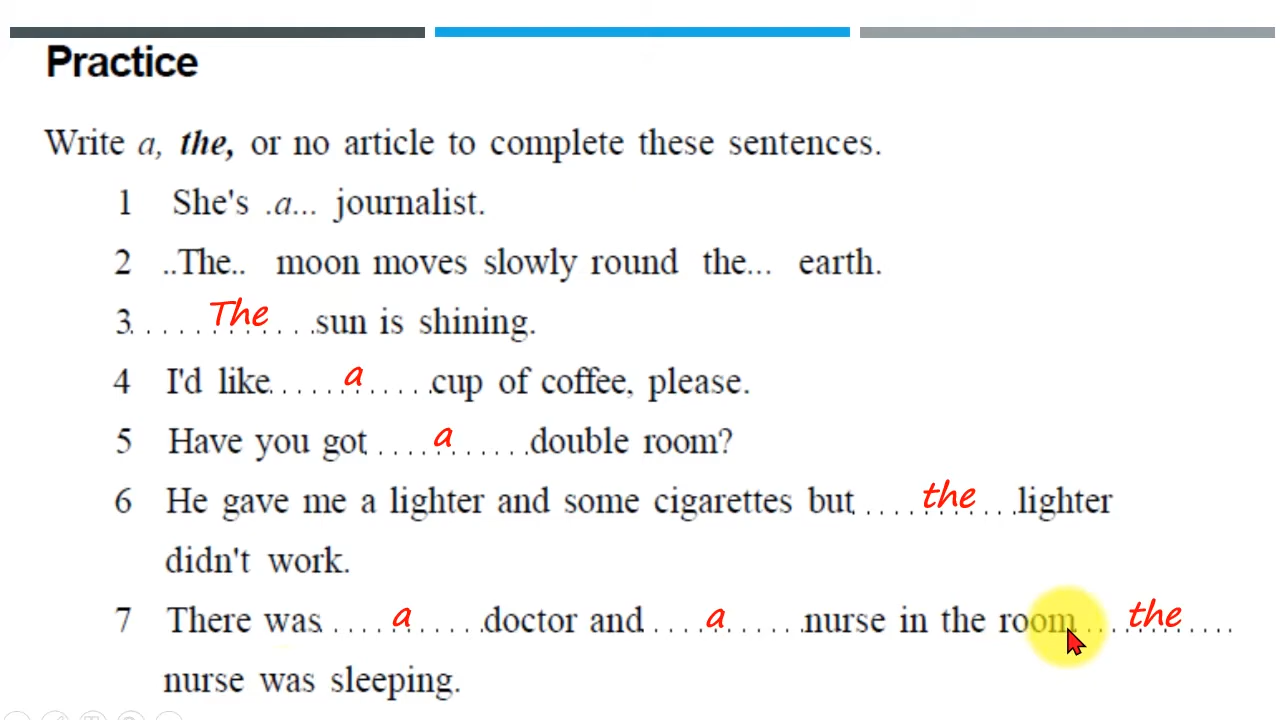 Practice
Write a, the, or no article to complete these sentences.
1 She's .a... journalist.
2 ..The.. moon moves slowly round the... earth.
3. . . . . The . . . . .sun is shining.
4 I'd like. . . . . a . . . . .cup of coffee, please.
5 Have you got. . . . . a . . . . .double room?
6 He gave me a lighter and some cigarettes but. . . . . the . . . . .lighter
didn't work.
7 There was. . . . . a . . . . .doctor and. . . . . a . . . . .nurse in the room. . . . . the . . . . .
nurse was sleeping.